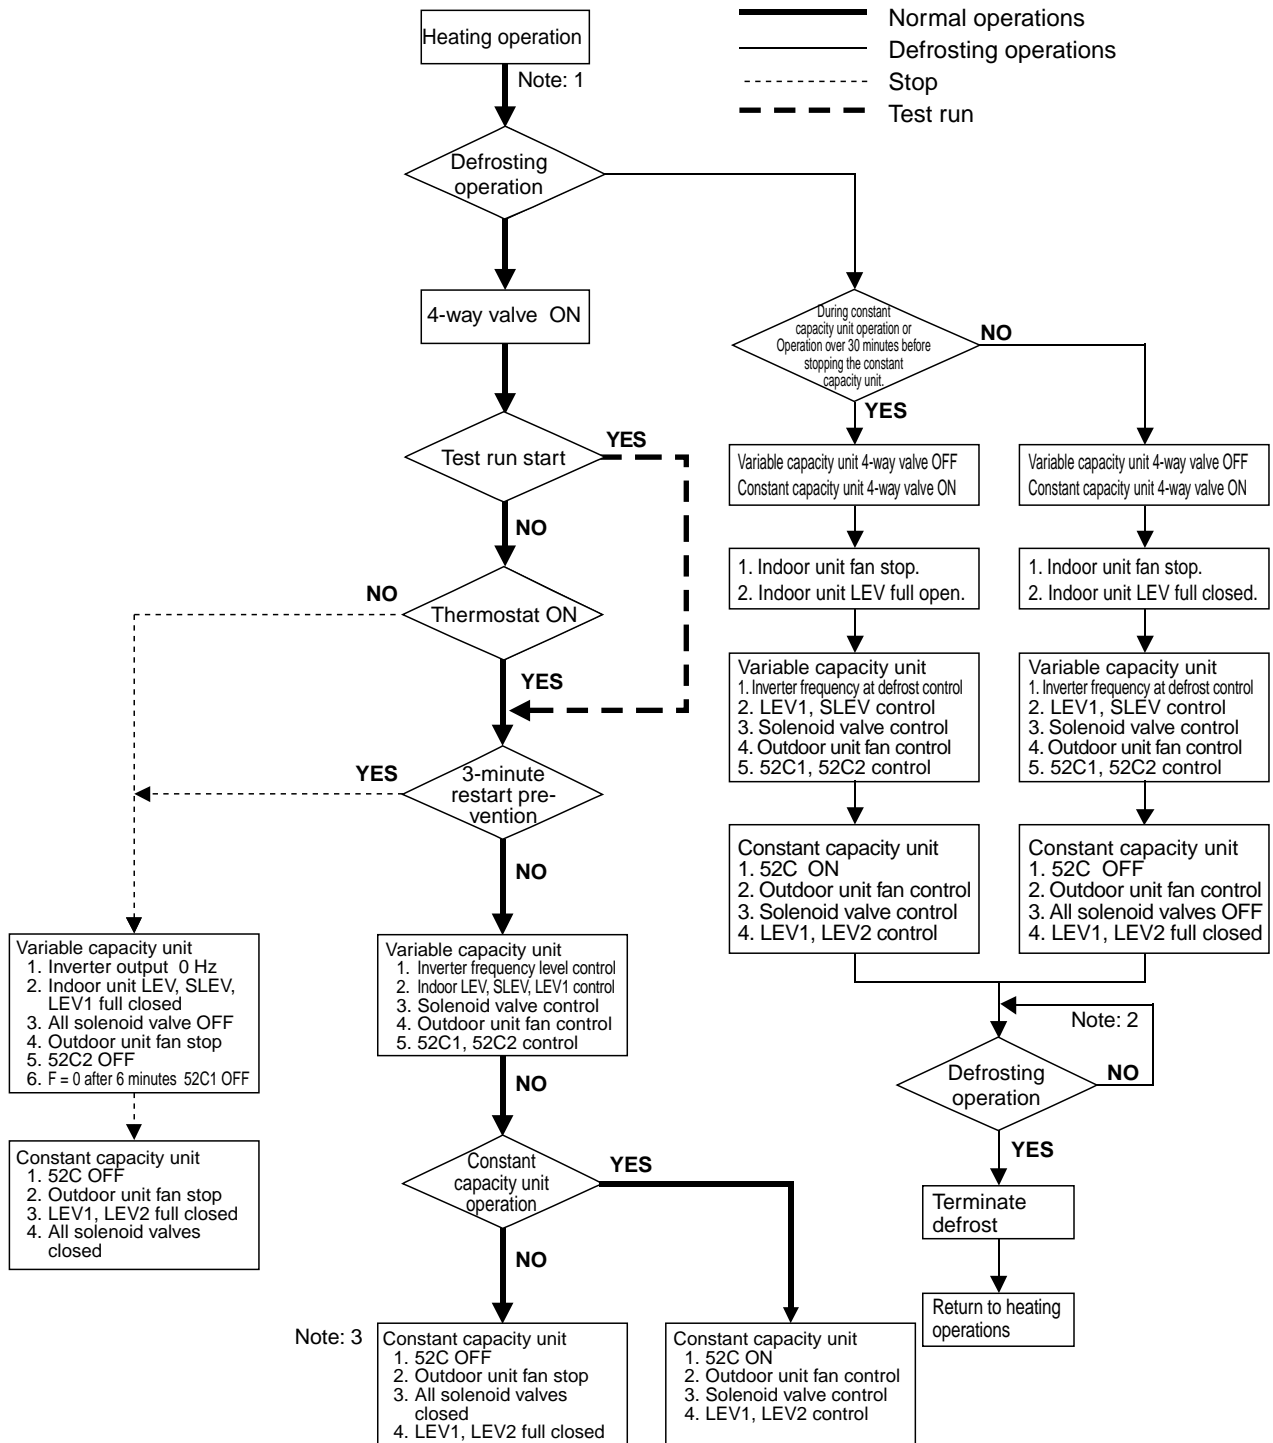 Normal operations
Defrosting operations
Stop
Test run
Heating operation
Note: 1
Defrosting
operation
4-way valve  ON
During constant
capacity unit operation or
Operation over 30 minutes before
stopping the constant
capacity unit.
NO
YES
Test run start
YES
NO
Variable capacity unit 4-way valve OFF
Constant capacity unit 4-way valve ON
Variable capacity unit 4-way valve OFF
Constant capacity unit 4-way valve ON
1. Indoor unit fan stop.
2. Indoor unit LEV full open.
1. Indoor unit fan stop.
2. Indoor unit LEV full closed.
NO
Thermostat ON
YES
Variable capacity unit
1. Inverter frequency at defrost control
2. LEV1, SLEV control
3. Solenoid valve control
4. Outdoor unit fan control
5. 52C1, 52C2 control
Variable capacity unit
1. Inverter frequency at defrost control
2. LEV1, SLEV control
3. Solenoid valve control
4. Outdoor unit fan control
5. 52C1, 52C2 control
YES
3-minute
restart pre-
vention
NO
Constant capacity unit
1. 52C  ON
2. Outdoor unit fan control
3. Solenoid valve control
4. LEV1, LEV2 control
Constant capacity unit
1. 52C  OFF
2. Outdoor unit fan control
3. All solenoid valves OFF
4. LEV1, LEV2 full closed
Variable capacity unit
1. Inverter output  0 Hz
2. Indoor unit LEV, SLEV,
LEV1 full closed
3. All solenoid valve OFF
4. Outdoor unit fan stop
5. 52C2 OFF
6. F = 0 after 6 minutes  52C1 OFF
Variable capacity unit
1. Inverter frequency level control
2. Indoor LEV, SLEV, LEV1 control
3. Solenoid valve control
4. Outdoor unit fan control
5. 52C1, 52C2 control
NO
Note: 2
Defrosting
operation
NO
YES
Constant capacity unit
1. 52C OFF
2. Outdoor unit fan stop
3. LEV1, LEV2 full closed
4. All solenoid valves
closed
Constant
capacity unit
operation
YES
NO
Terminate
defrost
Return to heating
operations
Note: 3
Constant capacity unit
1. 52C OFF
2. Outdoor unit fan stop
3. All solenoid valves
closed
4. LEV1, LEV2 full closed
Constant capacity unit
1. 52C ON
2. Outdoor unit fan control
3. Solenoid valve control
4. LEV1, LEV2 control